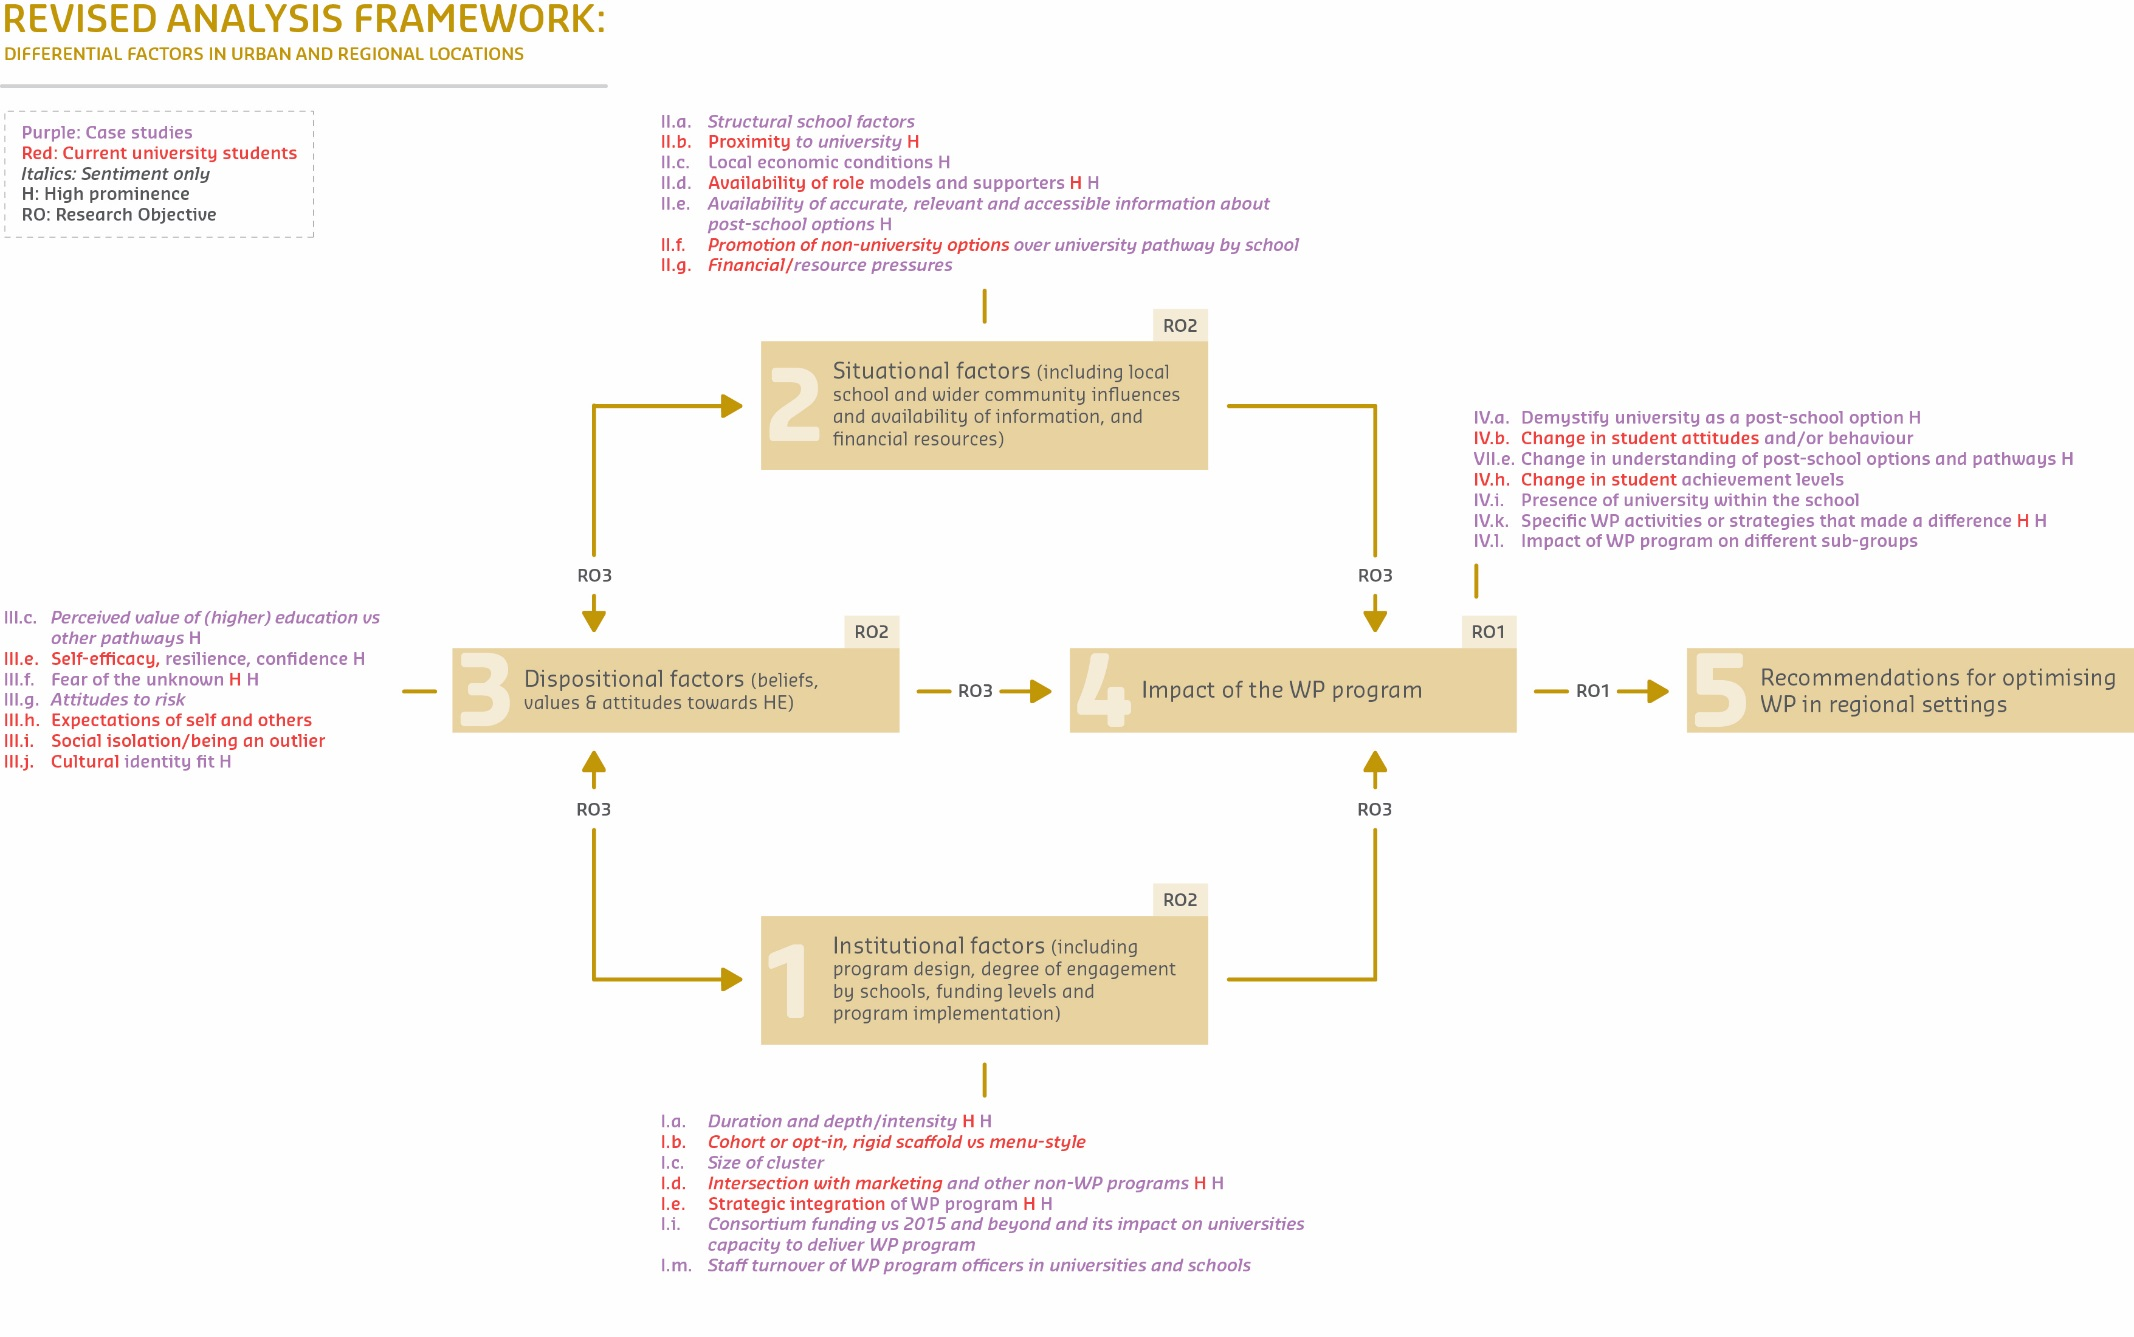 REVISED ANALYSIS FRAMEWORK:
DIFFERENTIAL FACTORS IN URBAN AND REGIONAL LOCATIONS
Purple: Case studies
Red: Current university students
Italics: Sentiment only
H: High prominence
RO: Research Objective
II.a. Structural school factors
II.b. Proximity to university H
II.c. Local economic conditions H
II.d. Availability of role models and supporters H H
II.e. Availability of accurate, relevant and accessible information about
post-school options H
II.f. Promotion of non-university options over university pathway by school
II.g. Financial/resource pressures
RO2
2
Situational factors (including local
school and wider community influences
and availability of information, and
financial resources)
IV.a. Demystify university as a post-school option H
IV.b. Change in student attitudes and/or behaviour
VII.e. Change in understanding of post-school options and pathways H
IV.h. Change in student achievement levels
IV.i. Presence of university within the school
IV.k. Specific WP activities or strategies that made a difference H H
IV.l. Impact of WP program on different sub-groups
RO3
RO3
III.c. Perceived value of (higher) education vs
other pathways H
III.e. Self-efficacy, resilience, confidence H
III.f. Fear of the unknown H H
III.g. Attitudes to risk
III.h. Expectations of self and others
III.i. Social isolation/being an outlier
III.j. Cultural identity fit H
RO2
3
Dispositional factors (beliefs,
values & attitudes towards HE)
RO3
RO1
4
Impact of the WP program
RO1
5
Recommendations for optimising
WP in regional settings
RO3
RO3
RO2
1
Institutional factors (including
program design, degree of engagement
by schools, funding levels and
program implementation)
I.a. Duration and depth/intensity H H
I.b. Cohort or opt-in, rigid scaffold vs menu-style
I.c. Size of cluster
I.d. Intersection with marketing and other non-WP programs H H
I.e. Strategic integration of WP program H H
I.i. Consortium funding vs 2015 and beyond and its impact on universities
capacity to deliver WP program
I.m. Staff turnover of WP program officers in universities and schools